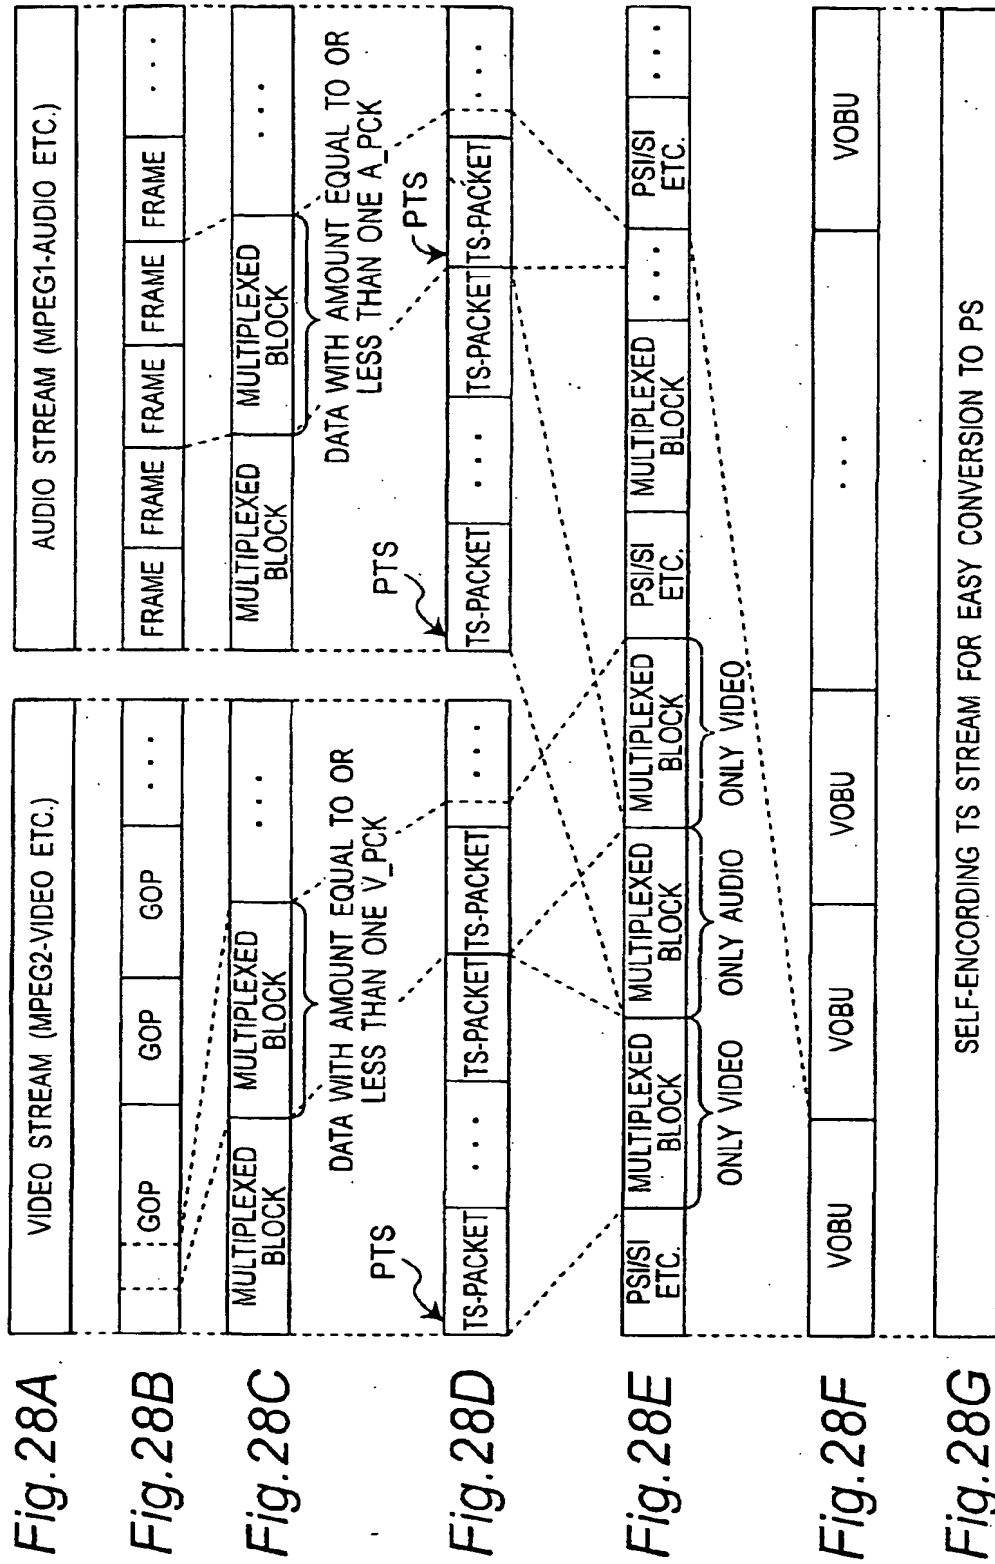 Fig.28A
VIDEO STREAM (MPEG2-VIDEO ETC.)
AUDIO STREAM (MPEG1-AUDIO ETC.)
Fig.28B
GOP
GOP
GOP
. . .
FRAME
FRAME
FRAME
FRAME
FRAME
. . .
Fig.28C
MULTIPLEXED
BLOCK
MULTIPLEXED
BLOCK
. . .
MULTIPLEXED
BLOCK
MULTIPLEXED
BLOCK
. . .
DATA WITH AMOUNT EQUAL TO OR
LESS THAN ONE V_PCK
DATA WITH AMOUNT EQUAL TO OR
LESS THAN ONE A_PCK
PTS
PTS
PTS
Fig.28D
TS-PACKET
. . .
TS-PACKET
TS-PACKET
. . .
TS-PACKET
. . .
TS-PACKET
TS-PACKET
. . .
Fig.28E
PSI/SI
ETC.
MULTIPLEXED
BLOCK
MULTIPLEXED
BLOCK
MULTIPLEXED
BLOCK
PSI/SI
ETC.
MULTIPLEXED
BLOCK
. . .
PSI/SI
ETC.
. . .
ONLY VIDEO
ONLY AUDIO
ONLY VIDEO
Fig.28F
VOBU
VOBU
VOBU
. . .
VOBU
Fig.28G
SELF-ENCORDING TS STREAM FOR EASY CONVERSION TO PS